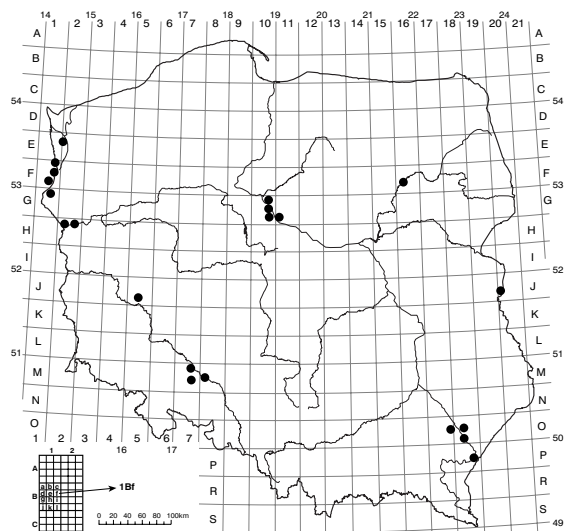 14 15 16 17 18 19 20 21 22 23 24
1 2 3 4 5 6 7 8 9 10 11 12 13 14 15 16 17 18 19 20 21
A A
B B
C C
54 54
D D
E E
F F
53 53
G G
H H
I I
52 52
J J
K K
L L
51 51
M M
N N
O O
1 2 3 4 5 6 7 50
15 16 17
P P
R R
S S
49
1 2
A
a b c
d e f
B
g h i
j k l
C
1Bf
0 20 40 60 80 100km